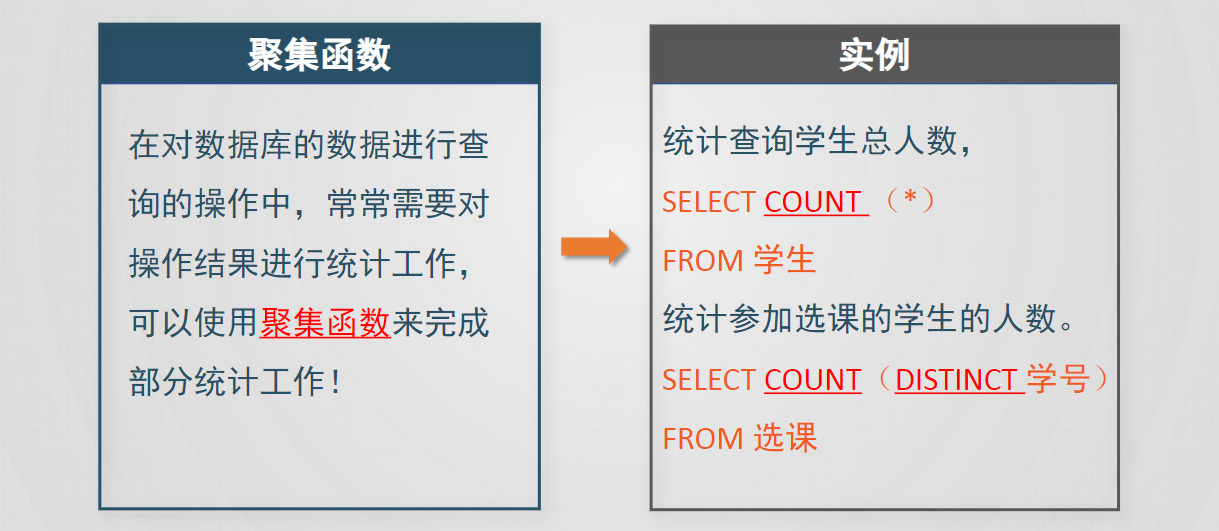 聚集函数
在对数据库的数据进行查
询的操作中，常常需要对
操作结果进行统计工作，
可以使用聚集函数来完成
部分统计工作！
实例
统计查询学生总人数，
SELECT COUNT （*）
FROM 学生
统计参加选课的学生的人数。
SELECT COUNT（DISTINCT 学号）
FROM 选课